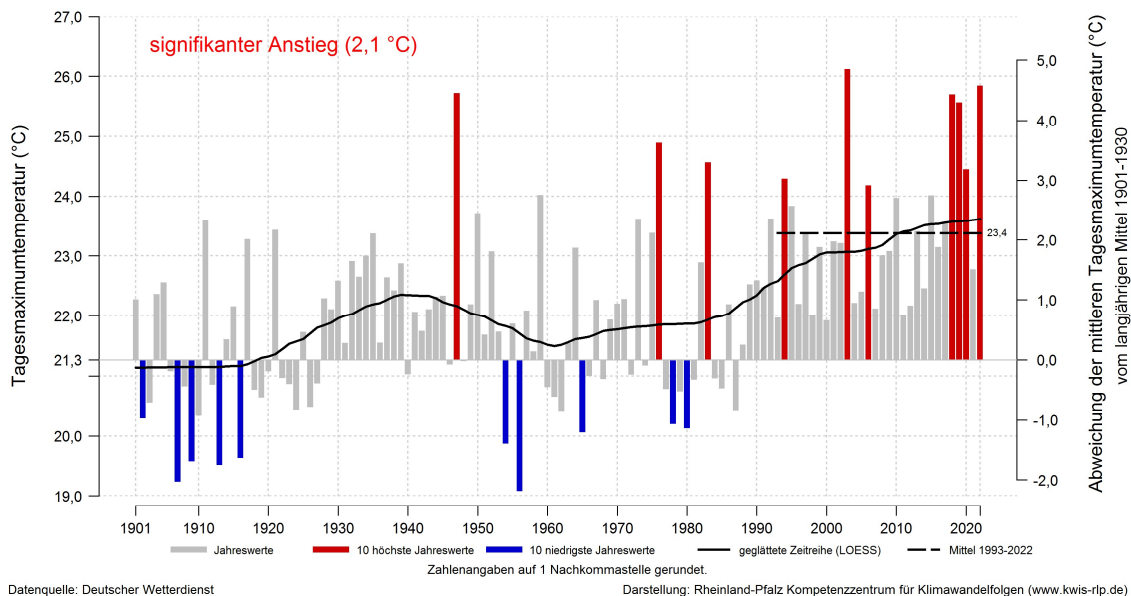 signifikanter Anstieg (2,1 °C)
Tagesmaximumtemperatur (°C)
27,0
26,0
25,0
24,0
23,0
22,0
21,3
20,0
19,0
5,0
4,0
3,0
2,0
1,0
0,0
-1,0
-2,0
Abweichung der mittleren Tagesmaximumtemperatur (°C)
vom langjährigen Mittel 1901-1930
23,4
1901 1910 1920 1930 1940 1950 1960 1970 1980 1990 2000 2010 2020
Jahreswerte 10 höchste Jahreswerte 10 niedrigste Jahreswerte geglättete Zeitreihe (LOESS) Mittel 1993-2022
Zahlenangaben auf 1 Nachkommastelle gerundet.
Datenquelle: Deutscher Wetterdienst Darstellung: Rheinland-Pfalz Kompetenzzentrum für Klimawandelfolgen (www.kwis-rlp.de)